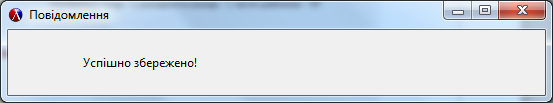 Повідомлення
Успішно збережено!